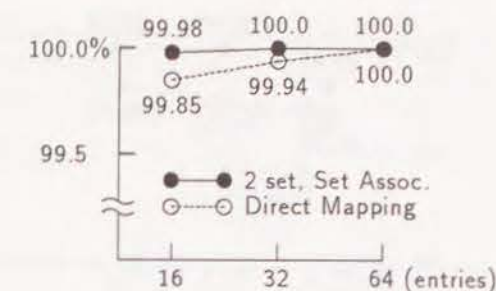 99.98 100.0 100.0
100.0%
99.85 99.94 100.0
99.5
2 set, Set Assoc.
Direct Mapping
16 32 64 (entries)